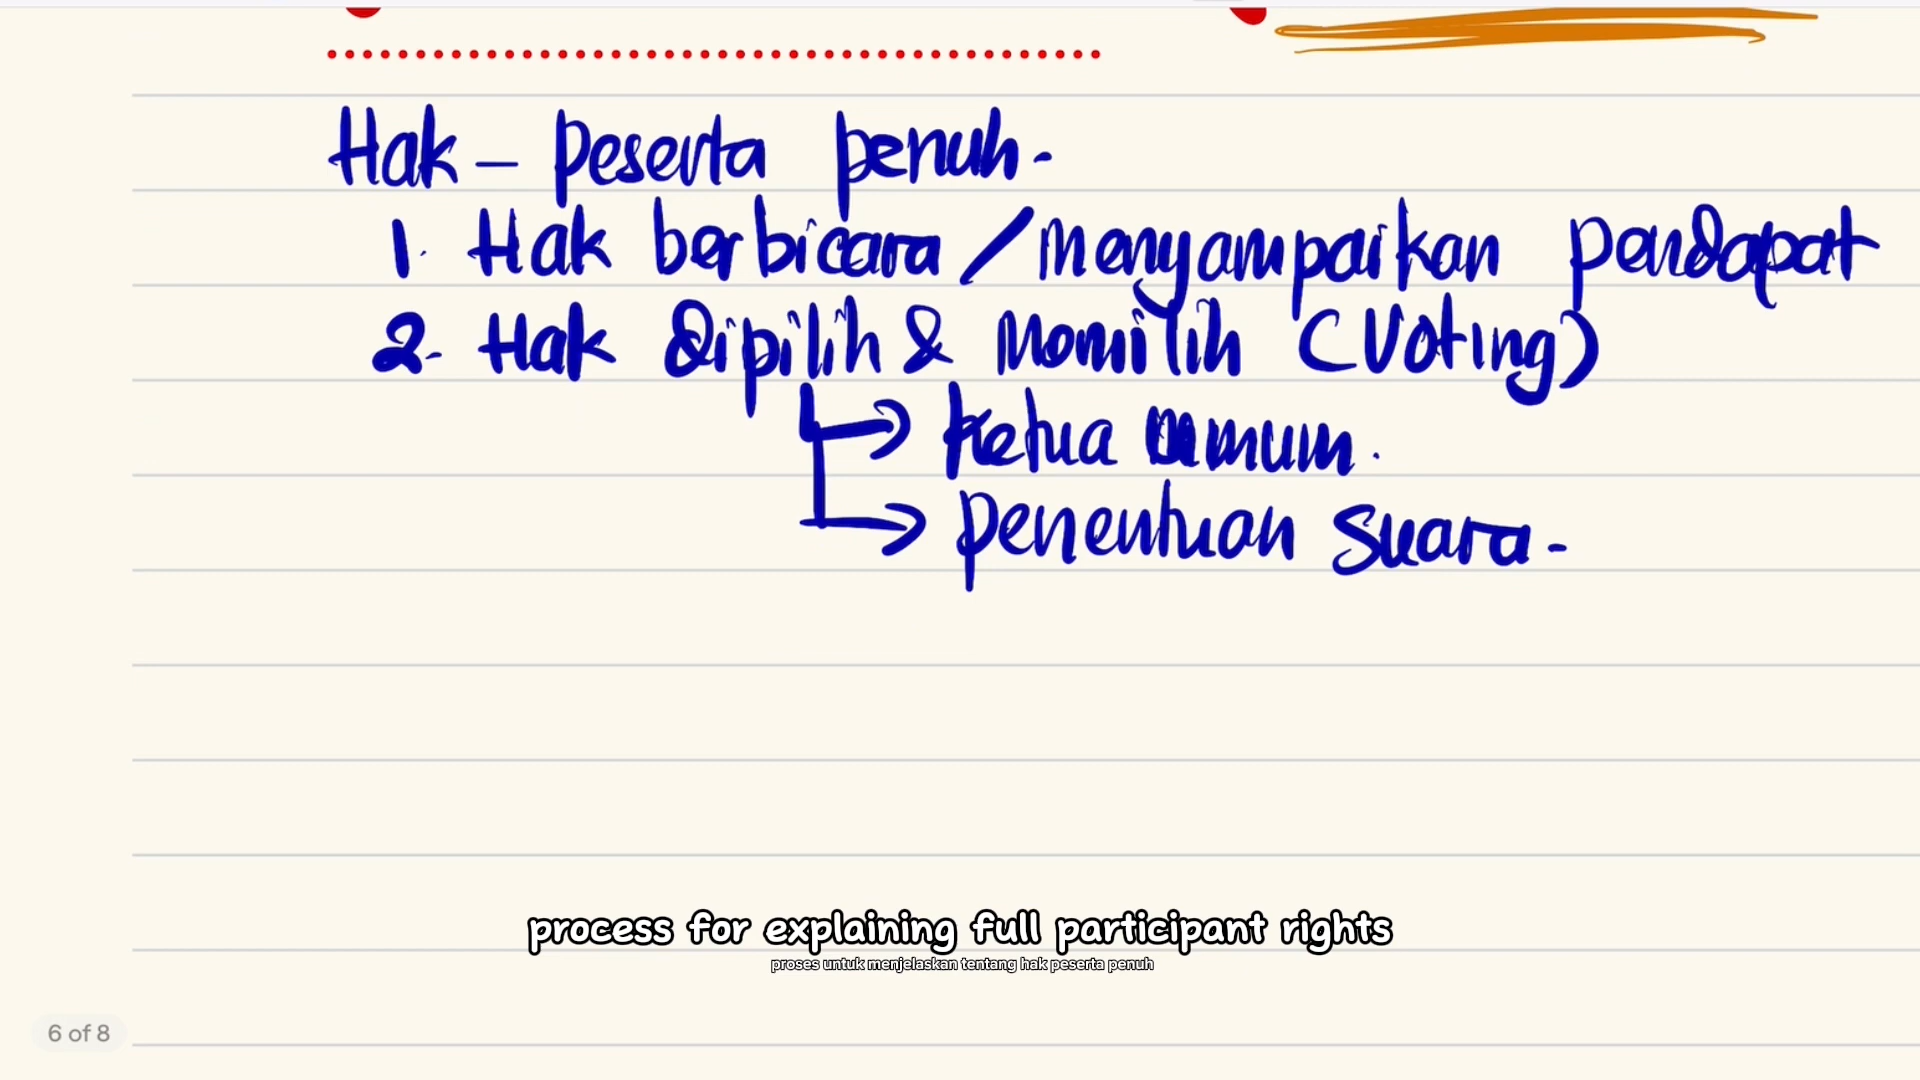 Hak - Peserta penuh.
1. Hak berbicara / menyampaikan pendapat
2. Hak dipilih & Memilih (Voting)
Ketua umum.
Penentuan Suara.
process for explaining full participant rights
proses untuk menjelaskan tentang hak peserta penuh
6 of 8